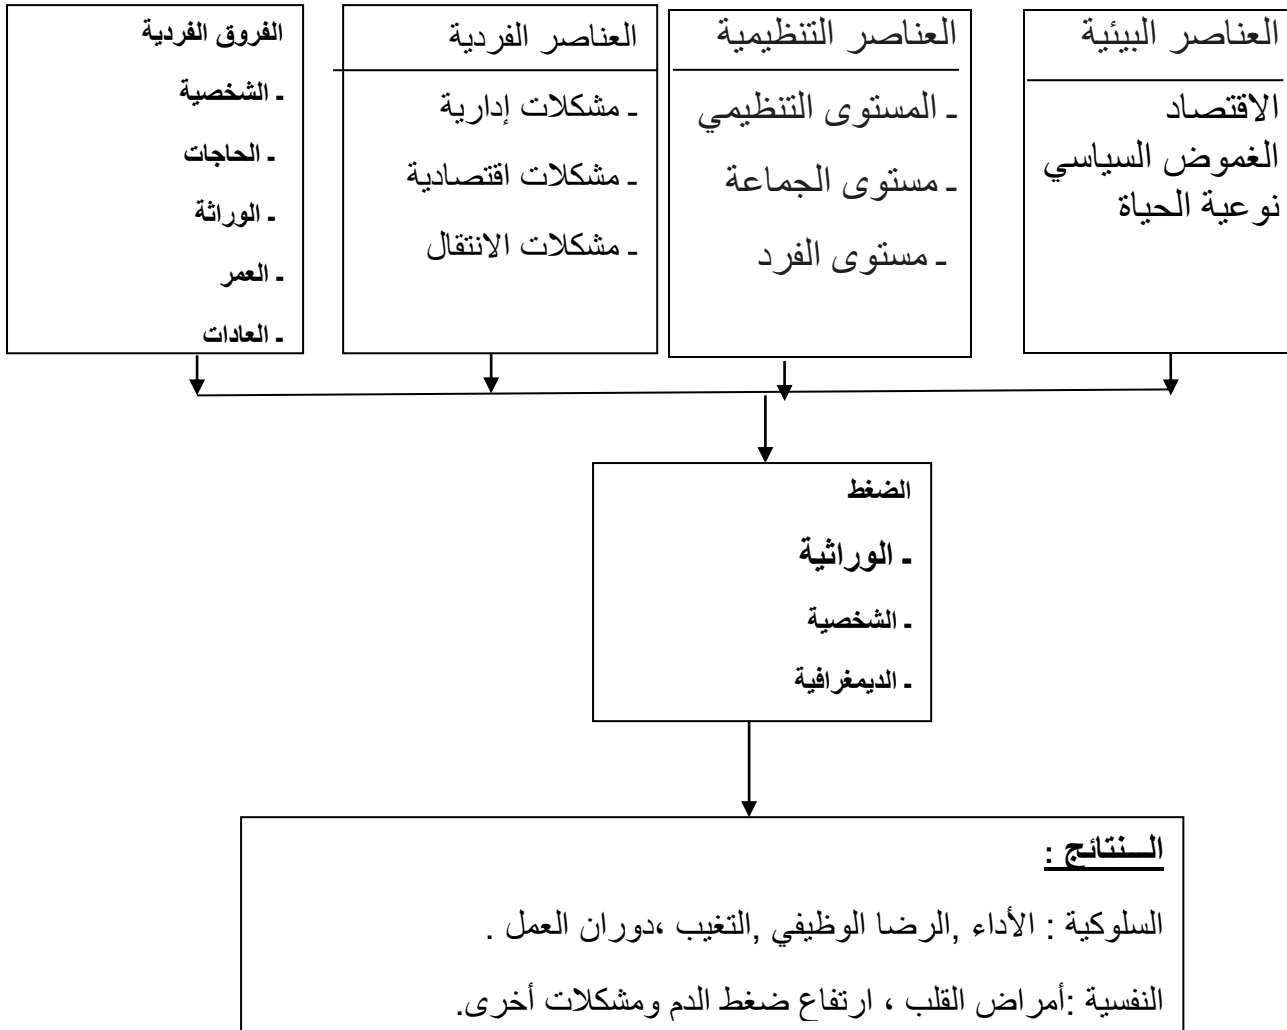 العناصر البيئية
الاقتصاد
الغموض السياسي
نوعية الحياة
العناصر التنظيمية
ـ المستوى التنظيمي
ـ مستوى الجماعة
ـ مستوى الفرد
العناصر الفردية
ـ مشكلات إدارية
ـ مشكلات اقتصادية
ـ مشكلات الانتقال
الفروق الفردية
ـ الشخصية
ـ الحاجات
ـ الوراثة
ـ العمر
ـ العادات
الضغط
ـ الوراثية
ـ الشخصية
ـ الديمغرافية
الـــنتائج :
السلوكية : الأداء ,الرضا الوظيفي ,التغيب ،دوران العمل .
النفسية :أمراض القلب ، ارتفاع ضغط الدم ومشكلات أخرى.